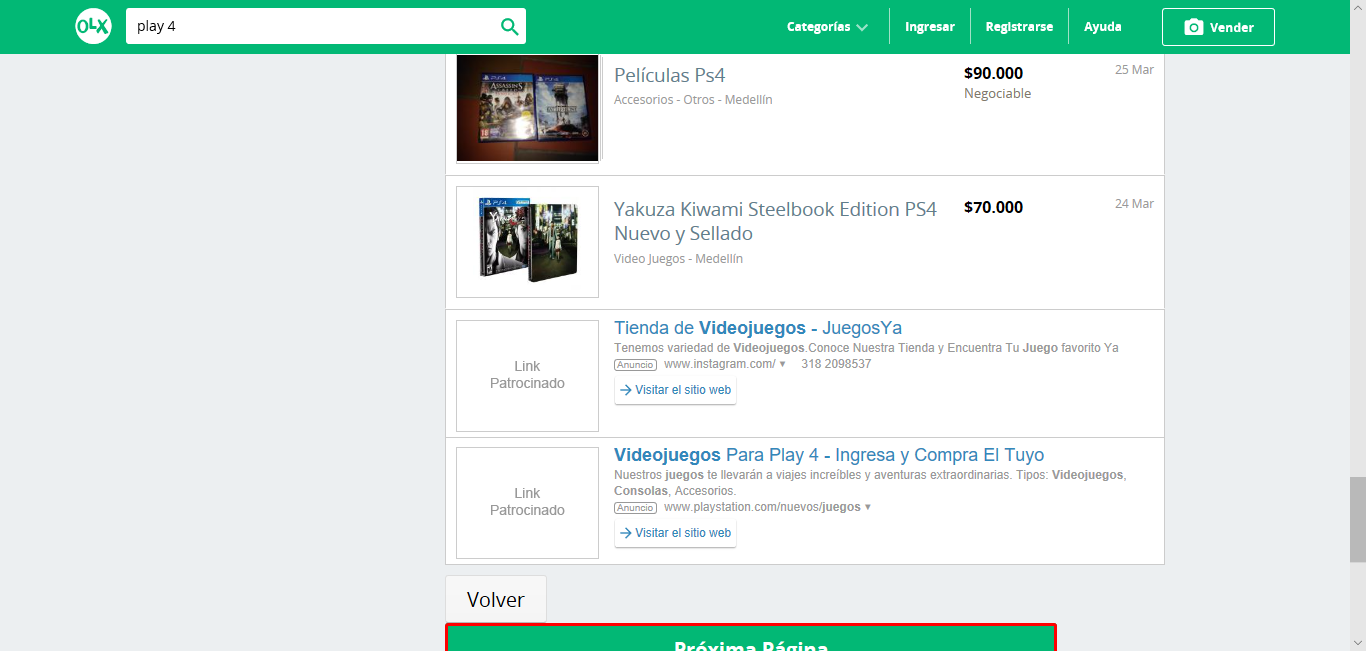 OLX
play 4
Categorías
Ingresar
Registrarse
Ayuda
Vender
Películas Ps4
$90.000
25 Mar
Accesorios - Otros - Medellín
Negociable
Yakuza Kiwami Steelbook Edition PS4
Nuevo y Sellado
$70.000
24 Mar
Video Juegos - Medellín
Link
Patrocinado
Tienda de Videojuegos - JuegosYa
Tenemos variedad de Videojuegos.Conoce Nuestra Tienda y Encuentra Tu Juego favorito Ya
Anuncio www.instagram.com/ ▾ 318 2098537
Visitar el sitio web
Link
Patrocinado
Videojuegos Para Play 4 - Ingresa y Compra El Tuyo
Nuestros juegos te llevarán a viajes increíbles y aventuras extraordinarias. Tipos: Videojuegos,
Consolas, Accesorios.
Anuncio www.playstation.com/nuevos/juegos ▾
Visitar el sitio web
Volver
Próxima Página